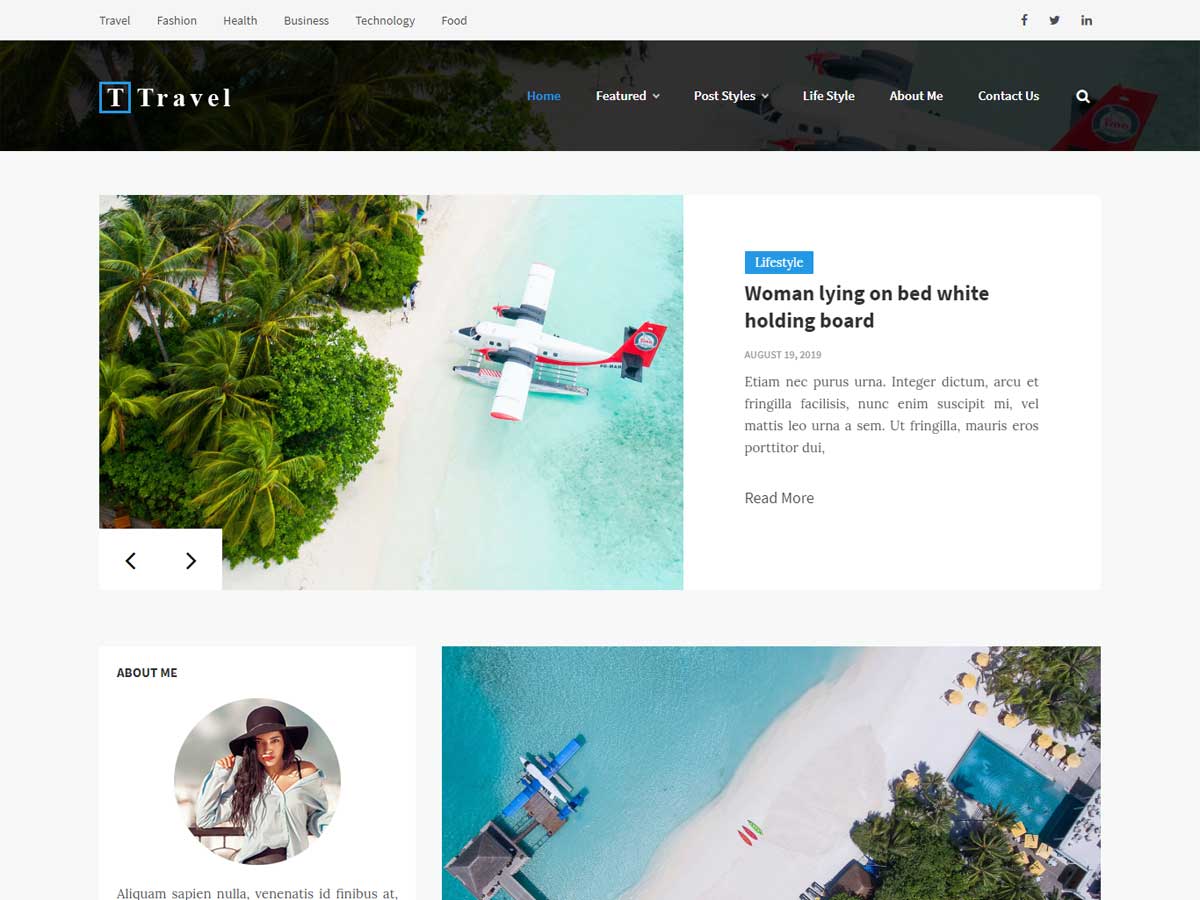 Travel Fashion Health Business Technology Food
T Travel
Home Featured Post Styles Life Style About Me Contact Us
Lifestyle
Woman lying on bed white
holding board
AUGUST 19, 2019
Etiam nec purus urna. Integer dictum, arcu et
fringilla facilisis, nunc enim suscipit mi, vel
mattis leo urna a sem. Ut fringilla, mauris eros
porttitor dui,
Read More
ABOUT ME
Aliquam sapien nulla, venenatis id finibus at,